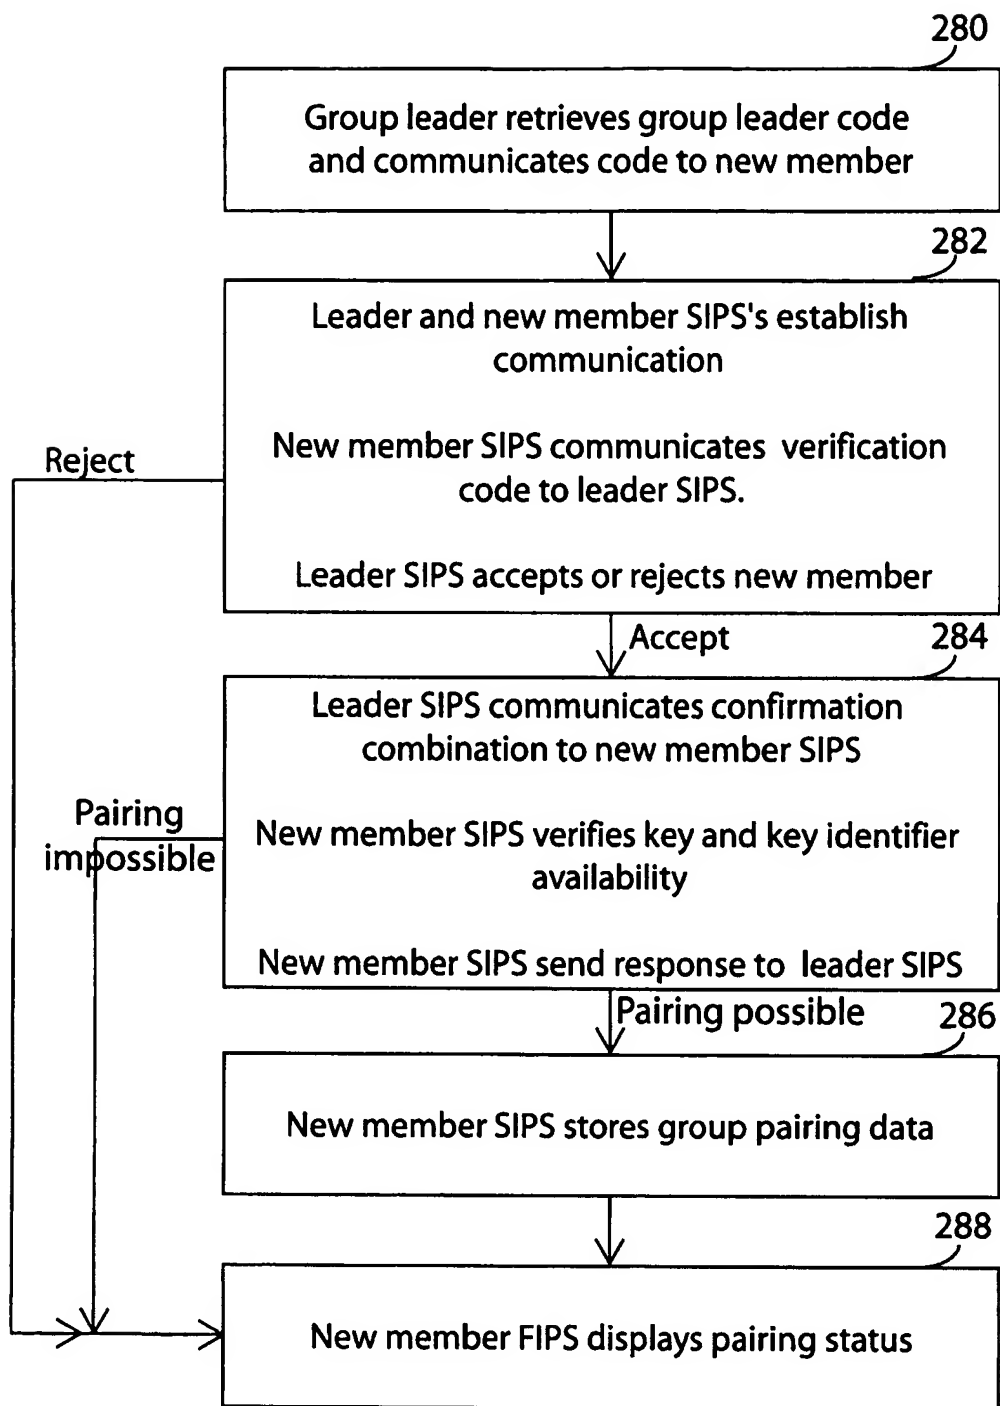 280
Group leader retrieves group leader code
and communicates code to new member
282
Leader and new member SIPS's establish
communication
New member SIPS communicates verification
code to leader SIPS.
Leader SIPS accepts or rejects new member
Reject
Accept
284
Leader SIPS communicates confirmation
combination to new member SIPS
New member SIPS verifies key and key identifier
availability
New member SIPS send response to leader SIPS
Pairing
impossible
Pairing possible
286
New member SIPS stores group pairing data
288
New member FIPS displays pairing status